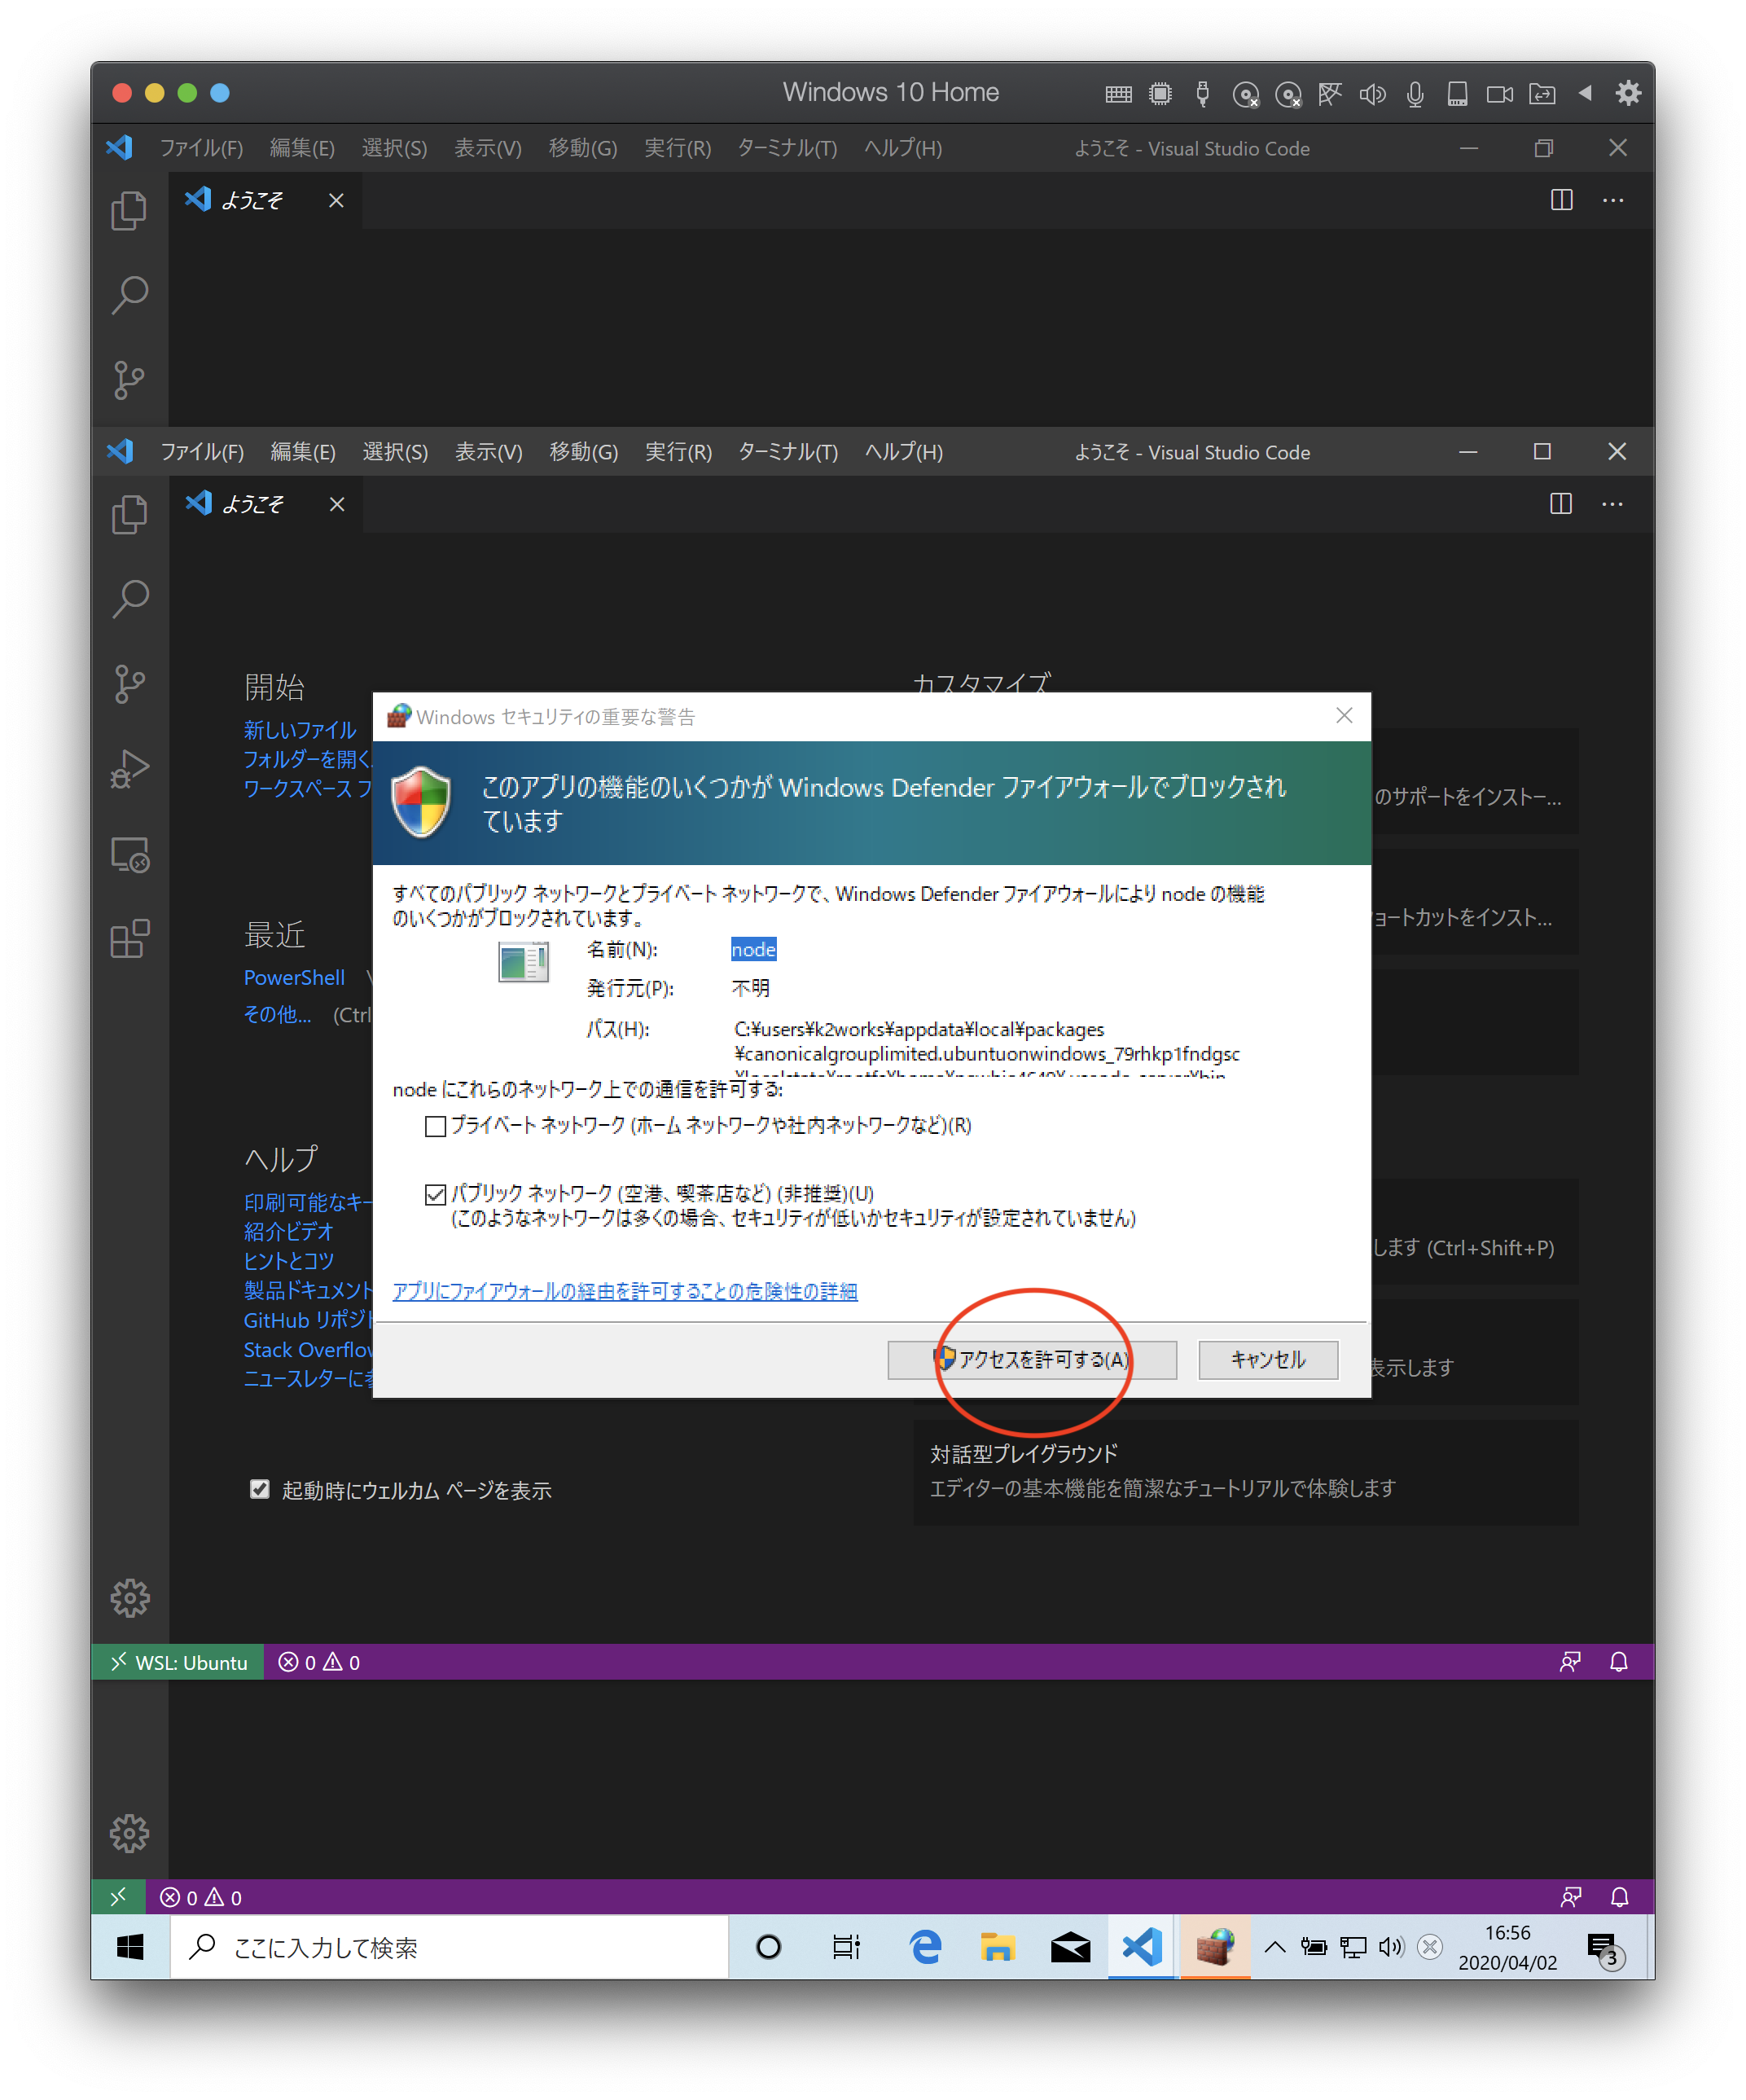 Windows 10 Home
ファイル(F) 編集(E) 選択(S) 表示(V) 移動(G) 実行(R) ターミナル(T) ヘルプ(H) ようこそ - Visual Studio Code
ようこそ
ファイル(F) 編集(E) 選択(S) 表示(V) 移動(G) 実行(R) ターミナル(T) ヘルプ(H) ようこそ - Visual Studio Code
ようこそ
開始
新しいファイル
フォルダーを開く
ワークスペース フ
最近
PowerShell
その他... (Ctrl
ヘルプ
印刷可能なキー
紹介ビデオ
ヒントとコツ
製品ドキュメント
GitHub リポジト
Stack Overflow
ニュースレターに
起動時にウェルカム ページを表示
カスタマイズ
のサポートをインストー...
ョートカットをインスト...
します (Ctrl+Shift+P)
表示します
対話型プレイグラウンド
エディターの基本機能を簡潔なチュートリアルで体験します
Windows セキュリティの重要な警告
このアプリの機能のいくつかが Windows Defender ファイアウォールでブロックされ
ています
すべてのパブリック ネットワークとプライベート ネットワークで、Windows Defender ファイアウォールにより node の機能
のいくつかがブロックされています。
名前(N): node
発行元(P): 不明
パス(H): C:¥users¥k2works¥appdata¥local¥packages
¥canonicalgrouplimited.ubuntuonwindows_79rhkp1fndgsc
node にこれらのネットワーク上での通信を許可する:
プライベート ネットワーク (ホーム ネットワークや社内ネットワークなど)(R)
パブリック ネットワーク (空港、喫茶店など) (非推奨)(U)
(このようなネットワークは多くの場合、セキュリティが低いかセキュリティが設定されていません)
アプリにファイアウォールの経由を許可することの危険性の詳細
アクセスを許可する(A) キャンセル
WSL: Ubuntu 0 0
0 0
ここに入力して検索
16:56
2020/04/02
3